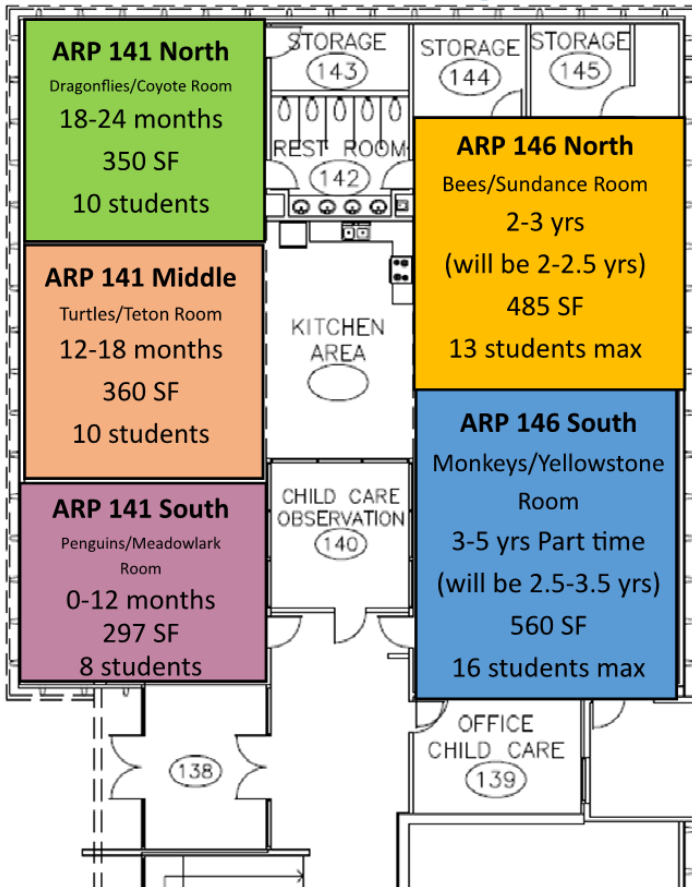 ARP 141 North
Dragonflies/Coyote Room
18-24 months
350 SF
10 students
STORAGE
143
STORAGE
144
STORAGE
145
REST ROOM
142
ARP 146 North
Bees/Sundance Room
2-3 yrs
(will be 2-2.5 yrs)
485 SF
13 students max
ARP 141 Middle
Turtles/Teton Room
12-18 months
360 SF
10 students
KITCHEN
AREA
ARP 146 South
Monkeys/Yellowstone
Room
3-5 yrs Part time
(will be 2.5-3.5 yrs)
560 SF
16 students max
ARP 141 South
Penguins/Meadowlark
Room
0-12 months
297 SF
8 students
CHILD CARE
OBSERVATION
140
138
OFFICE
CHILD CARE
139